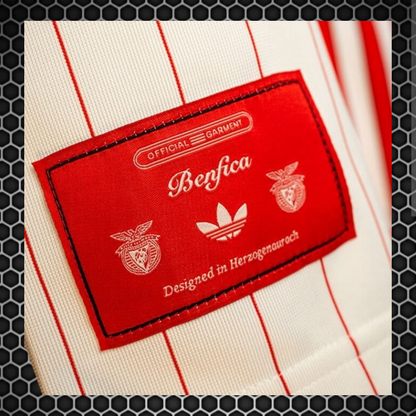 OFFICIAL GARMENT
Benfica
Designed in Herzogenaurach